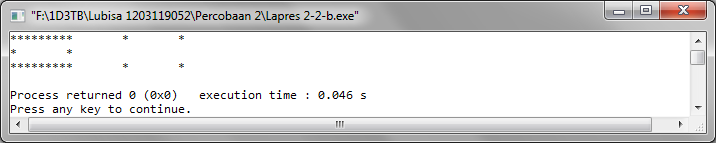 "F:\1D3TB\Lubisa 1203119052\Percobaan 2\Lapres 2-2-b.exe"
*********       *       *
*       *
*********       *       *
Process returned 0 (0x0)   execution time : 0.046 s
Press any key to continue.